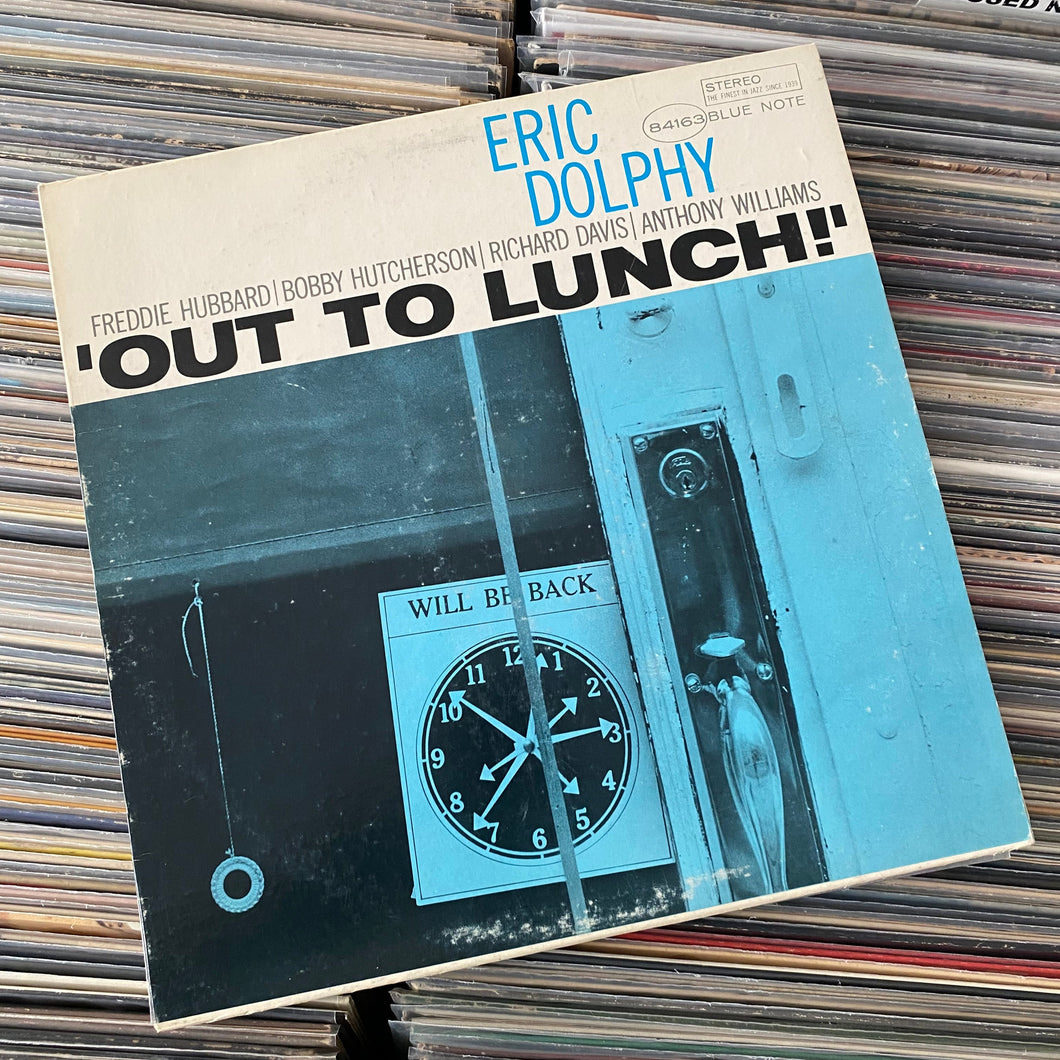 USED K
STEREO
THE FINEST IN JAZZ SINCE 1939
84163 BLUE NOTE
ERIC
DOLPHY
FREDDIE HUBBARD|BOBBY HUTCHERSON|RICHARD DAVIS|ANTHONY WILLIAMS
'OUT TO LUNCH!'
WILL BE BACK
12
1
2
3
4
5
6
7
8
9
10
11